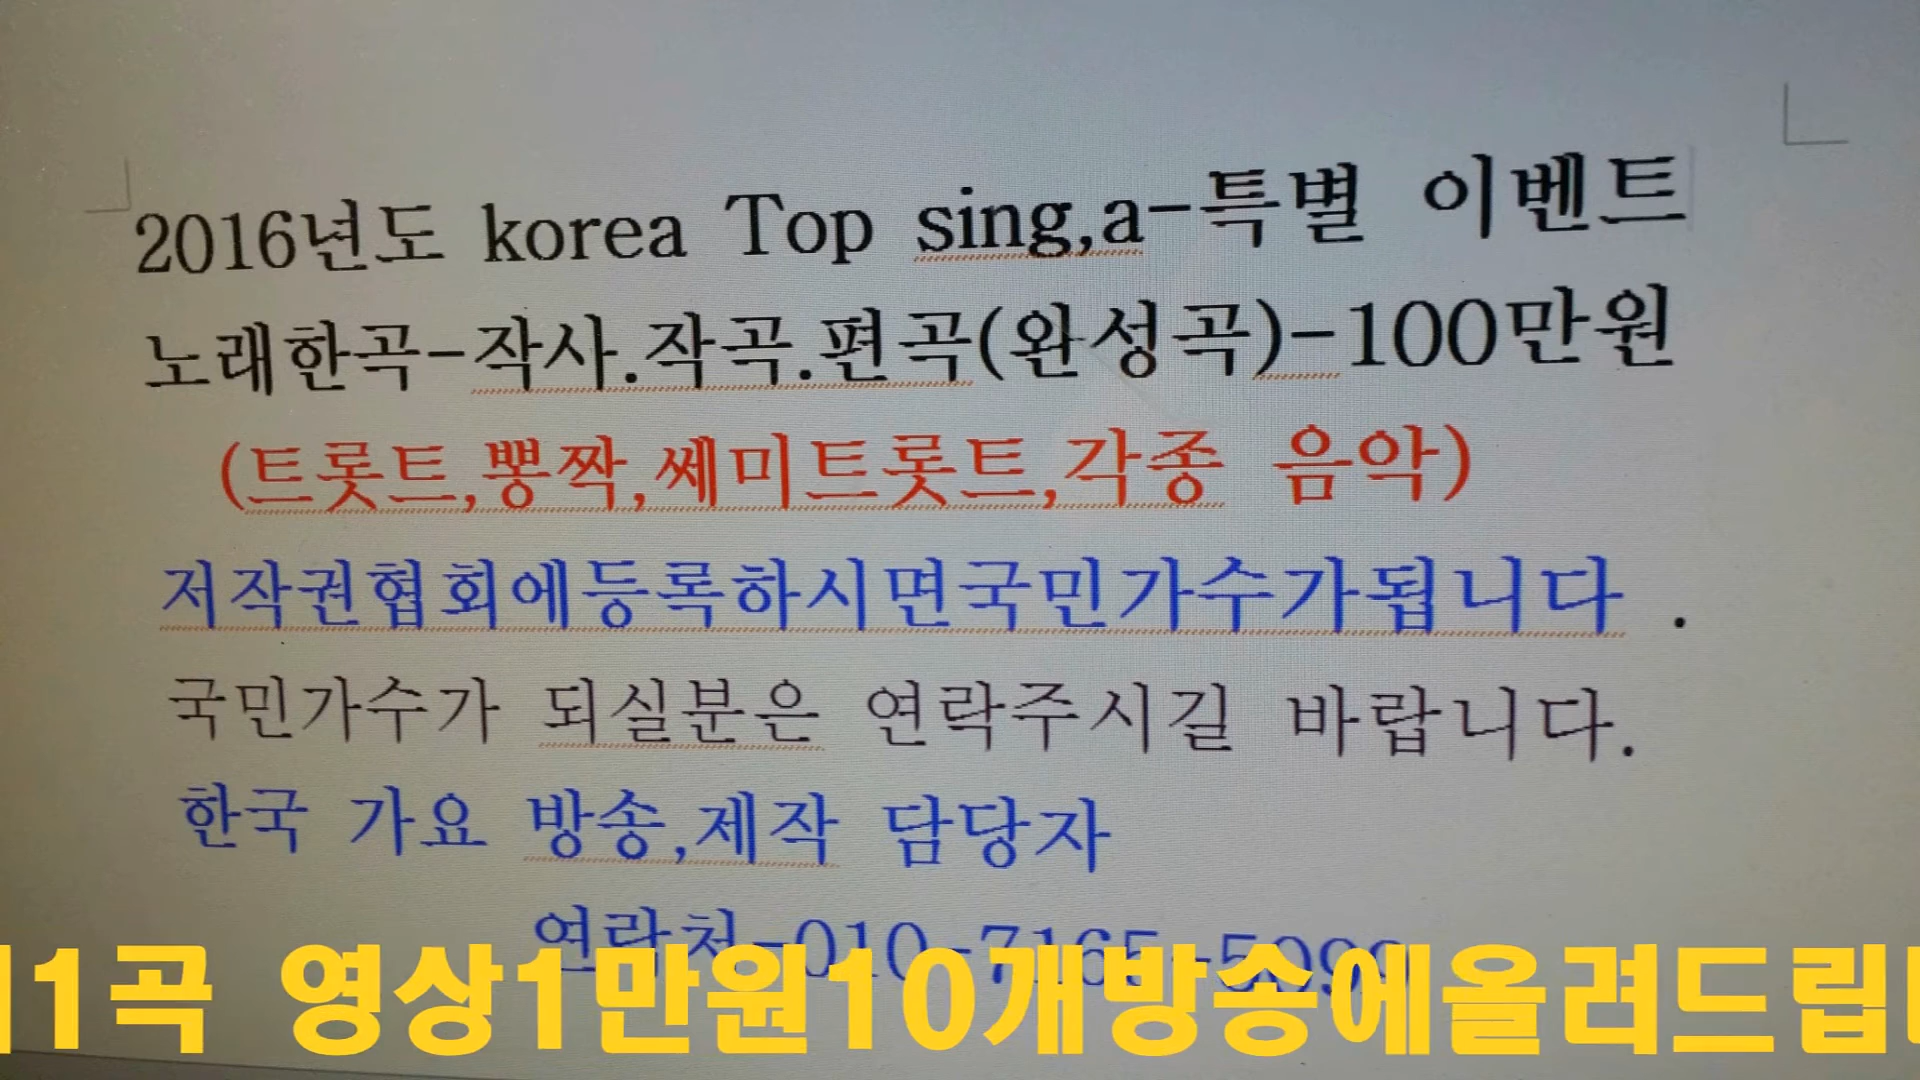 2016년도 korea Top sing,a-특별 이벤트
노래한곡-작사.작곡.편곡(완성곡)-100만원
(트롯트,뽕짝,쎄미트롯트,각종 음악)
저작권협회에등록하시면국민가수가됩니다 .
국민가수가 되실분은 연락주시길 바랍니다.
한국 가요 방송,제작 담당자
연락처-010-7165-5099
1곡 영상1만원10개방송에올려드립